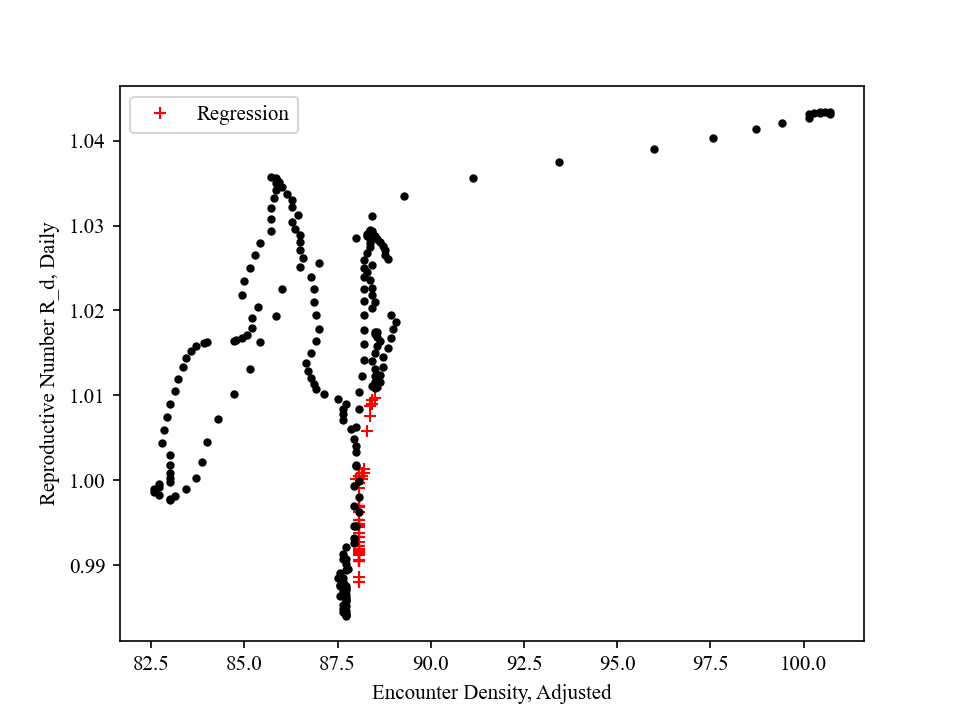 Regression
Reproductive Number R_d, Daily
1.04
1.03
1.02
1.01
1.00
0.99
82.5 85.0 87.5 90.0 92.5 95.0 97.5 100.0
Encounter Density, Adjusted